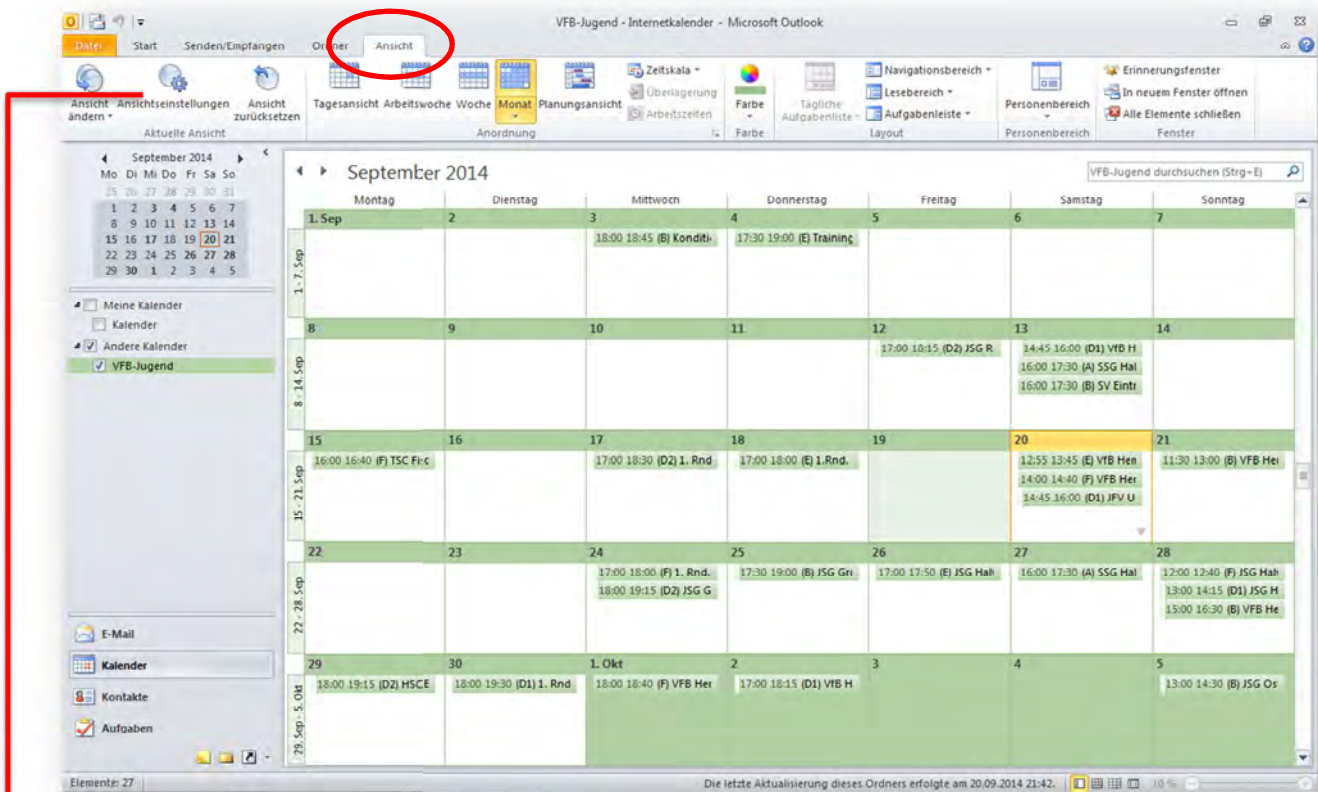 VFB-Jugend - Internetkalender - Microsoft Outlook
Datei Start Senden/Empfangen Ordner Ansicht
Ansicht ändern Ansichtseinstellungen Ansicht zurücksetzen
Aktuelle Ansicht
Tagesansicht Arbeitswoche Woche Monat Planungsansicht
Zeitskala
Überlagerung
Arbeitszeiten
Anordnung
Farbe
Farbe
Tägliche Aufgabenliste
Navigationsbereich
Lesebereich
Aufgabenleiste
Layout
Personenbereich
Personenbereich
Erinnerungsfenster
In neuem Fenster öffnen
Alle Elemente schließen
Fenster
September 2014
Mo Di Mi Do Fr Sa So
25 26 27 28 29 30 31
1 2 3 4 5 6 7
8 9 10 11 12 13 14
15 16 17 18 19 20 21
22 23 24 25 26 27 28
29 30 1 2 3 4 5
Meine Kalender
Kalender
Andere Kalender
VFB-Jugend
E-Mail
Kalender
Kontakte
Aufgaben
September 2014
VFB-Jugend durchsuchen (Strg+E)
Montag Dienstag Mittwoch Donnerstag Freitag Samstag Sonntag
1. Sep 2 3 4 5 6 7
1 - 7. Sep
18:00 18:45 (B) Konditi
17:30 19:00 (E) Training
8 9 10 11 12 13 14
8 - 14. Sep
17:00 18:15 (D2) JSG R
14:45 16:00 (D1) VfB H
16:00 17:30 (A) SSG Hal
16:00 17:30 (B) SV Eintr
15 16 17 18 19 20 21
15 - 21. Sep
16:00 16:40 (F) TSC
17:00 18:30 (D2) 1. Rnd
17:00 18:00 (E) 1.Rnd.
12:55 13:45 (E) VfB Hen
14:00 14:40 (F) VFB Her
14:45 16:00 (D1) JFV U
11:30 13:00 (B) VFB Hei
22 23 24 25 26 27 28
22 - 28. Sep
17:00 18:00 (F) 1. Rnd.
18:00 19:15 (D2) JSG G
17:30 19:00 (B) JSG Gri
17:00 17:50 (E) JSG Halv
16:00 17:30 (A) SSG Hal
12:00 12:40 (F) JSG Halv
13:00 14:15 (D1) JSG H
15:00 16:30 (B) VFB He
29 30 1. Okt 2 3 4 5
29. Sep - 5. Okt
18:00 19:15 (D2) HSCE
18:00 19:30 (D1) 1. Rnd
18:00 18:40 (F) VFB Her
17:00 18:15 (D1) VfB H
13:00 14:30 (B) JSG Os
Elemente: 27
Die letzte Aktualisierung dieses Ordners erfolgte am 20.09.2014 21:42.
10 %